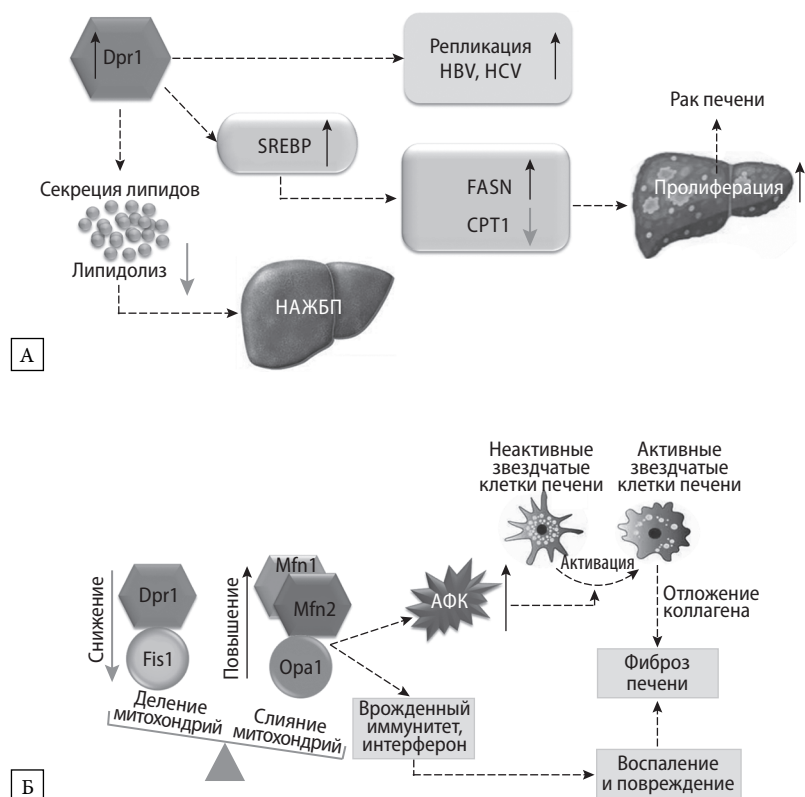 Dpr1
Репликация
HBV, HCV
SREBP
FASN
CPT1
Рак печени
Пролиферация
Секреция липидов
Липидолиз
НАЖБП
А
Неактивные
звездчатые
клетки печени
Активные
звездчатые
клетки печени
Активация
Снижение
Dpr1
Fis1
Повышение
Mfn1
Mfn2
Opa1
АФК
Отложение
коллагена
Фиброз
печени
Деление
митохондрий
Слияние
митохондрий
Врожденный
иммунитет,
интерферон
Воспаление
и повреждение
Б